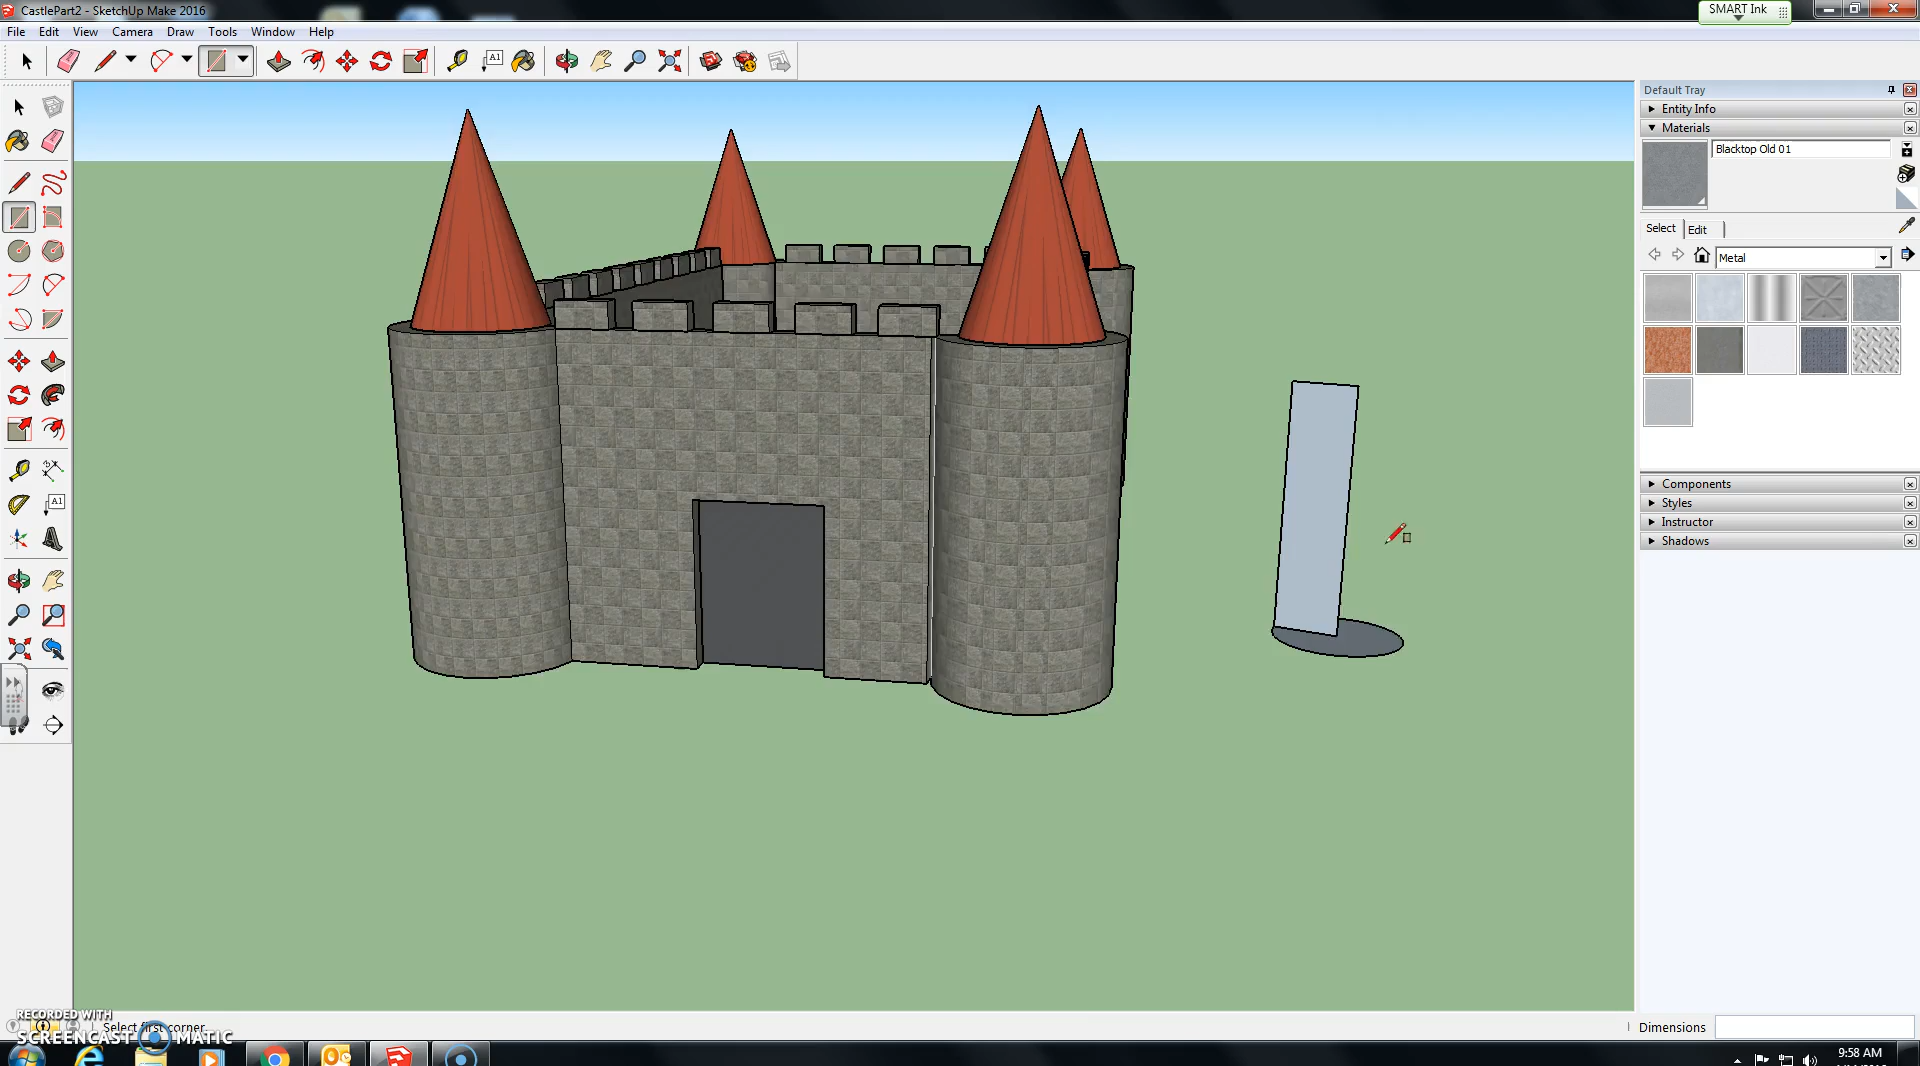 CastlePart2 - SketchUp Make 2016
SMART Ink
File Edit View Camera Draw Tools Window Help
A1
Default Tray
Entity Info
Materials
Blacktop Old 01
Select Edit
Metal
A1
Components
Styles
Instructor
Shadows
RECORDED WITH
SCREENCAST MATIC
Select first corner.
Dimensions
9:58 AM